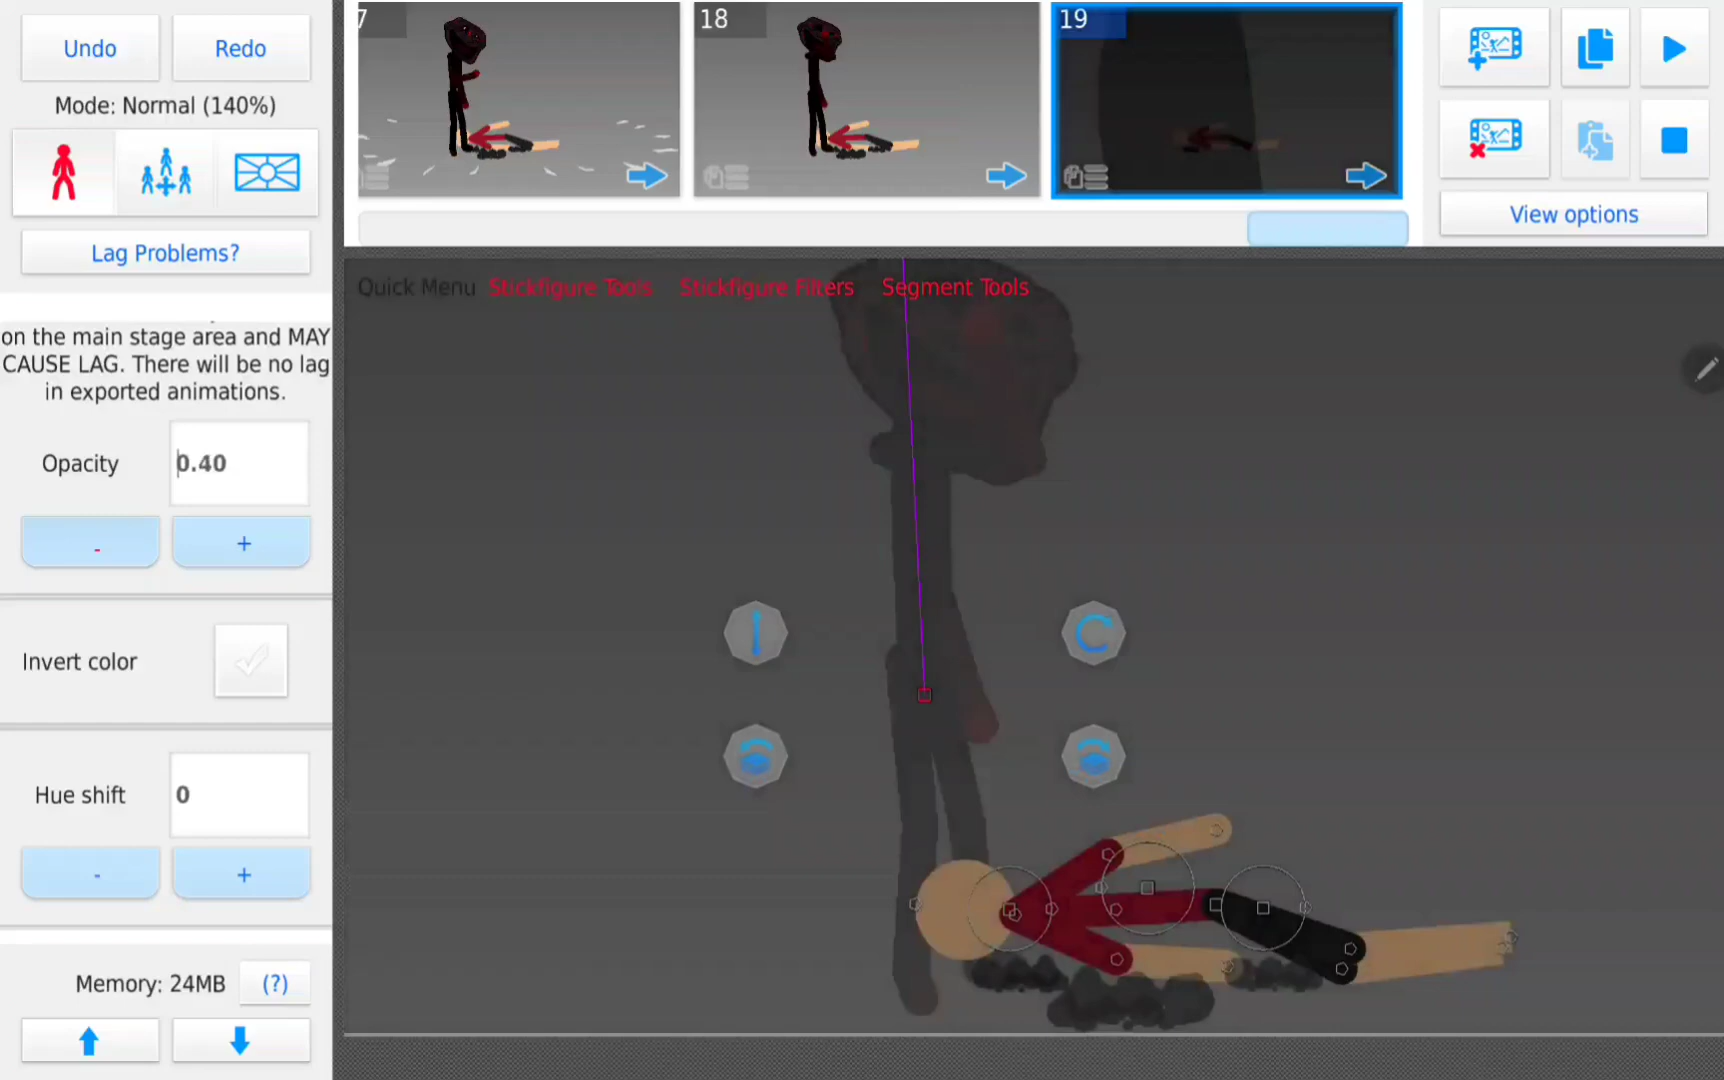 Undo
Redo
Mode: Normal (140%)
Lag Problems?
on the main stage area and MAY
CAUSE LAG. There will be no lag
in exported animations.
Opacity
0.40
-
+
Invert color
Hue shift
0
-
+
Memory: 24MB
(?)
7
18
19
View options
Quick Menu
Stickfigure Tools
Stickfigure Filters
Segment Tools